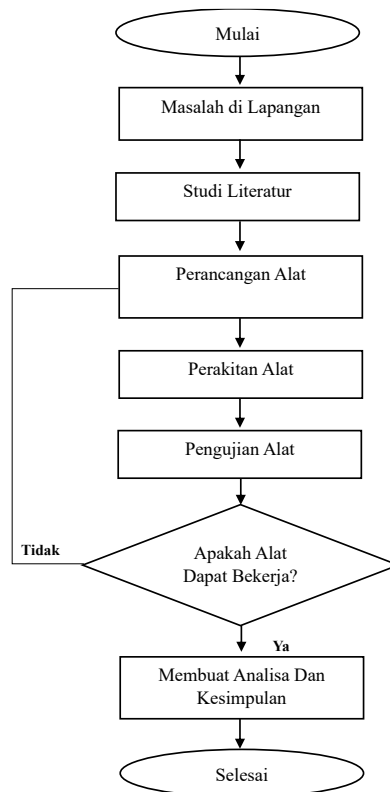 Mulai
Masalah di Lapangan
Studi Literatur
Perancangan Alat
Perakitan Alat
Pengujian Alat
Tidak
Apakah Alat
Dapat Bekerja?
Ya
Membuat Analisa Dan
Kesimpulan
Selesai